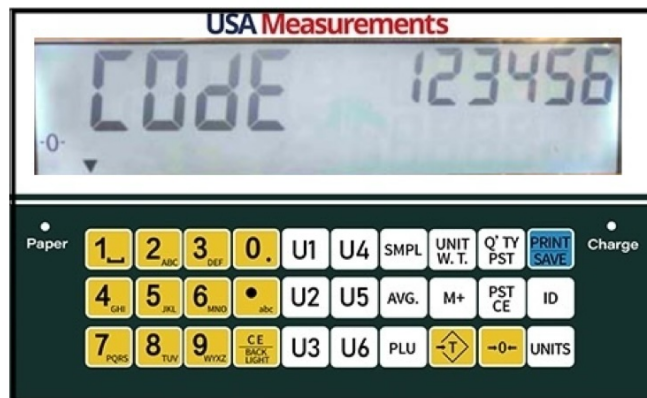 USA Measurements
CODE 123456
-0-
Paper
Charge
1 2 ABC 3 DEF 0. U1 U4 SMPL UNIT W. T. Q'TY PST PRINT SAVE
4 GHI 5 JKL 6 MNO • abc U2 U5 AVG. M+ PST CE ID
7 PQRS 8 TUV 9 WYXZ CE BACK LIGHT U3 U6 PLU →T →0← UNITS